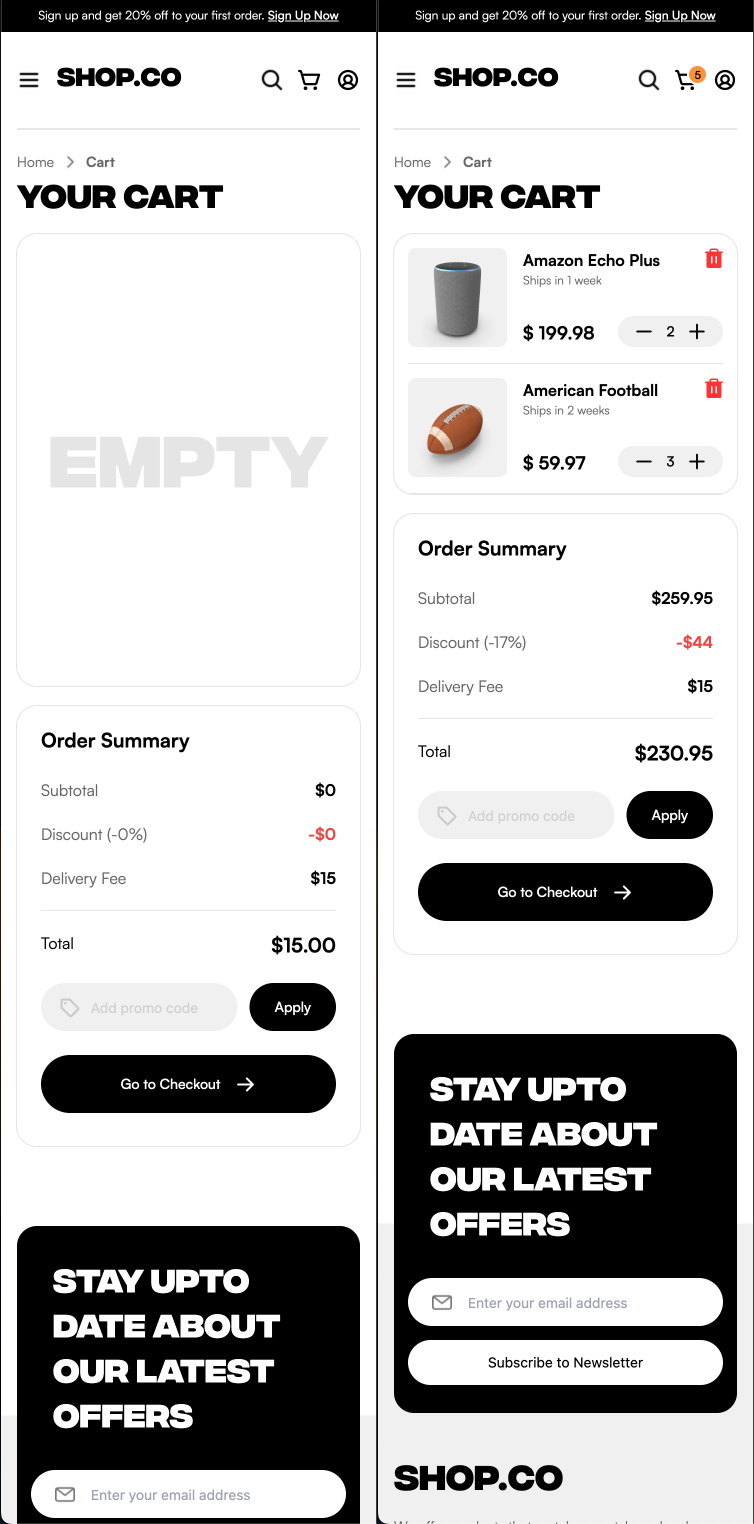 Sign up and get 20% off to your first order. Sign Up Now
SHOP.CO
Home > Cart
YOUR CART
EMPTY
Order Summary
Subtotal $0
Discount (-0%) -$0
Delivery Fee $15
Total $15.00
Add promo code Apply
Go to Checkout →
STAY UPTO
DATE ABOUT
OUR LATEST
OFFERS
Enter your email address
Sign up and get 20% off to your first order. Sign Up Now
SHOP.CO 5
Home > Cart
YOUR CART
Amazon Echo Plus
Ships in 1 week
$ 199.98 — 2 +
American Football
Ships in 2 weeks
$ 59.97 — 3 +
Order Summary
Subtotal $259.95
Discount (-17%) -$44
Delivery Fee $15
Total $230.95
Add promo code Apply
Go to Checkout →
STAY UPTO
DATE ABOUT
OUR LATEST
OFFERS
Enter your email address
Subscribe to Newsletter
SHOP.CO